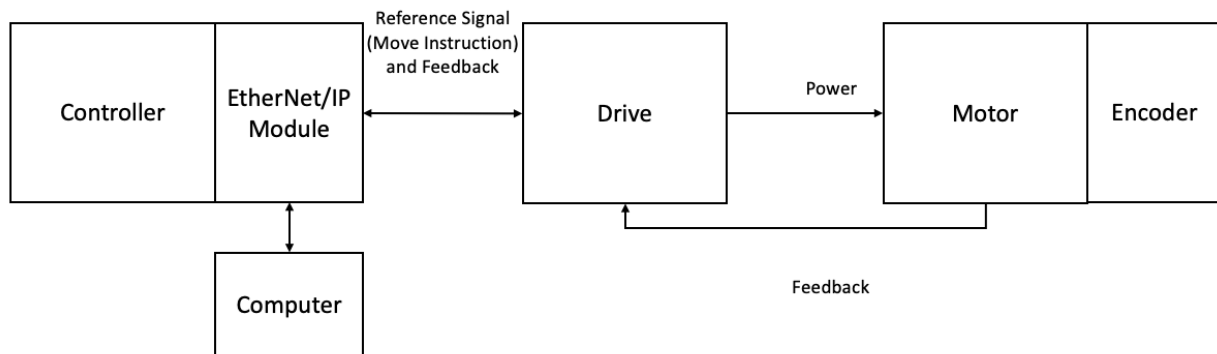 Reference Signal
(Move Instruction)
and Feedback
Controller
EtherNet/IP
Module
Drive
Power
Motor
Encoder
Computer
Feedback